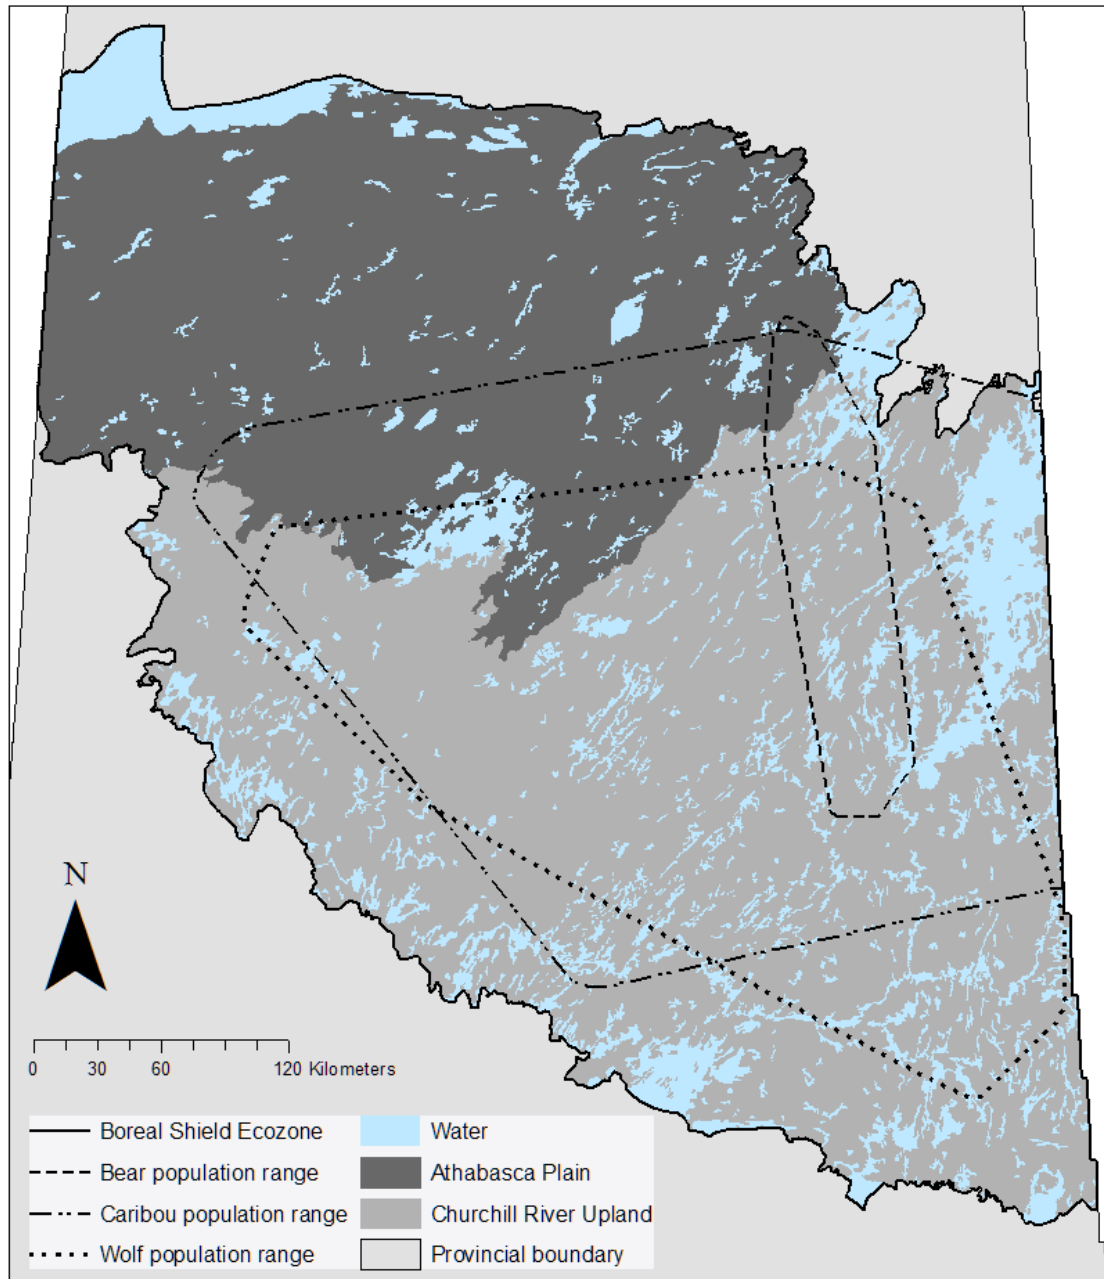 N
0 30 60 120 Kilometers
Boreal Shield Ecozone Water
Bear population range Athabasca Plain
Caribou population range Churchill River Upland
Wolf population range Provincial boundary